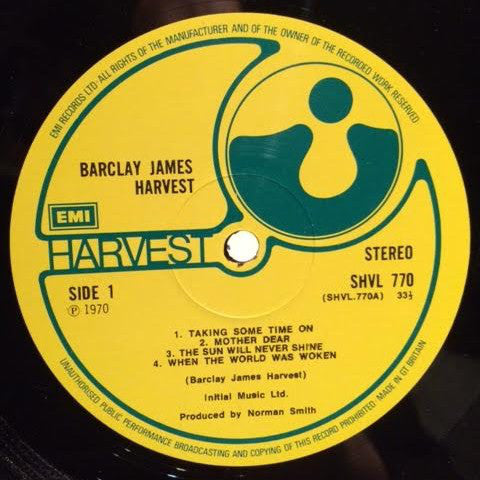 EMI RECORDS LTD. ALL RIGHTS OF THE MANUFACTURER AND OF THE OWNER OF THE RECORDED WORK RESERVED
BARCLAY JAMES
HARVEST
EMI
HARVEST
STEREO
SIDE 1
SHVL 770
℗ 1970
(SHVL.770A) 33⅓
1. TAKING SOME TIME ON
2. MOTHER DEAR
3. THE SUN WILL NEVER SHINE
4. WHEN THE WORLD WAS WOKEN
(Barclay James Harvest)
Initial Music Ltd.
Produced by Norman Smith
UNAUTHORISED PUBLIC PERFORMANCE BROADCASTING AND COPYING OF THIS RECORD PROHIBITED. MADE IN GT BRITAIN